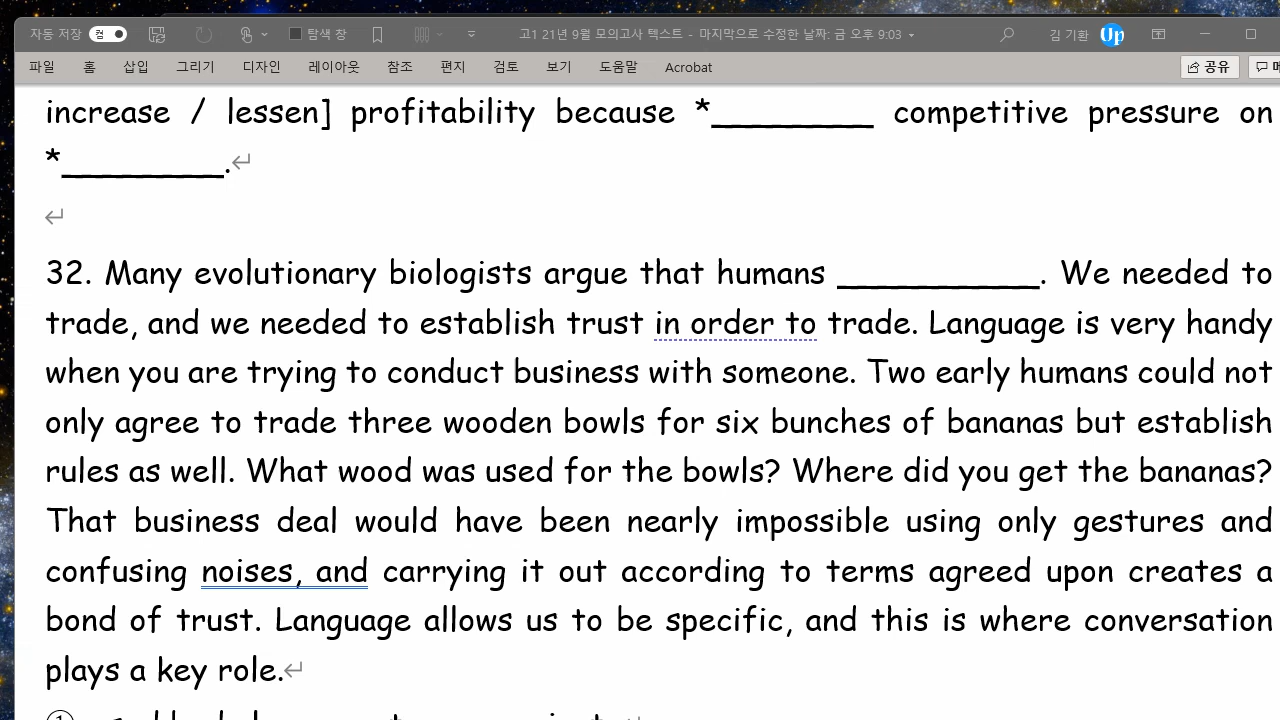 자동 저장 컴 탐색 창 고1 21년 9월 모의고사 텍스트 - 마지막으로 수정한 날짜: 금 오후 9:03 김 기환 Up
파일 홈 삽입 그리기 디자인 레이아웃 참조 편지 검토 보기 도움말 Acrobat 공유
increase / lessen] profitability because *__________ competitive pressure on
*__________.
32. Many evolutionary biologists argue that humans ____________. We needed to
trade, and we needed to establish trust in order to trade. Language is very handy
when you are trying to conduct business with someone. Two early humans could not
only agree to trade three wooden bowls for six bunches of bananas but establish
rules as well. What wood was used for the bowls? Where did you get the bananas?
That business deal would have been nearly impossible using only gestures and
confusing noises, and carrying it out according to terms agreed upon creates a
bond of trust. Language allows us to be specific, and this is where conversation
plays a key role.